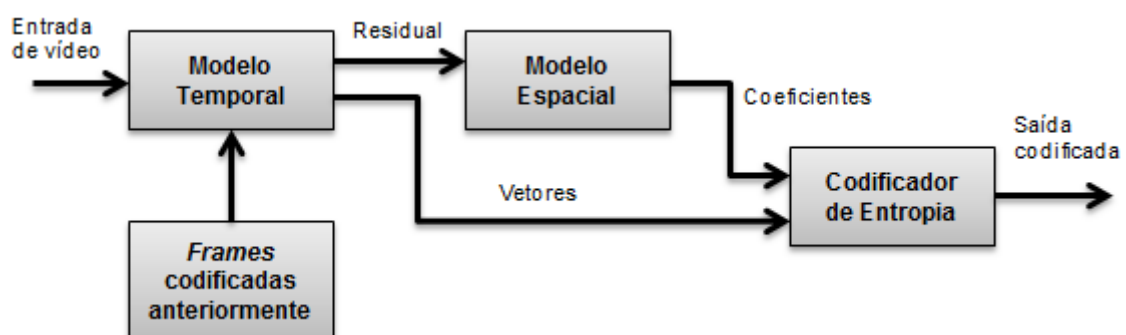 Entrada
de vídeo
Modelo
Temporal
Residual
Modelo
Espacial
Coeficientes
Vetores
Codificador
de Entropia
Saída
codificada
Frames
codificadas
anteriormente